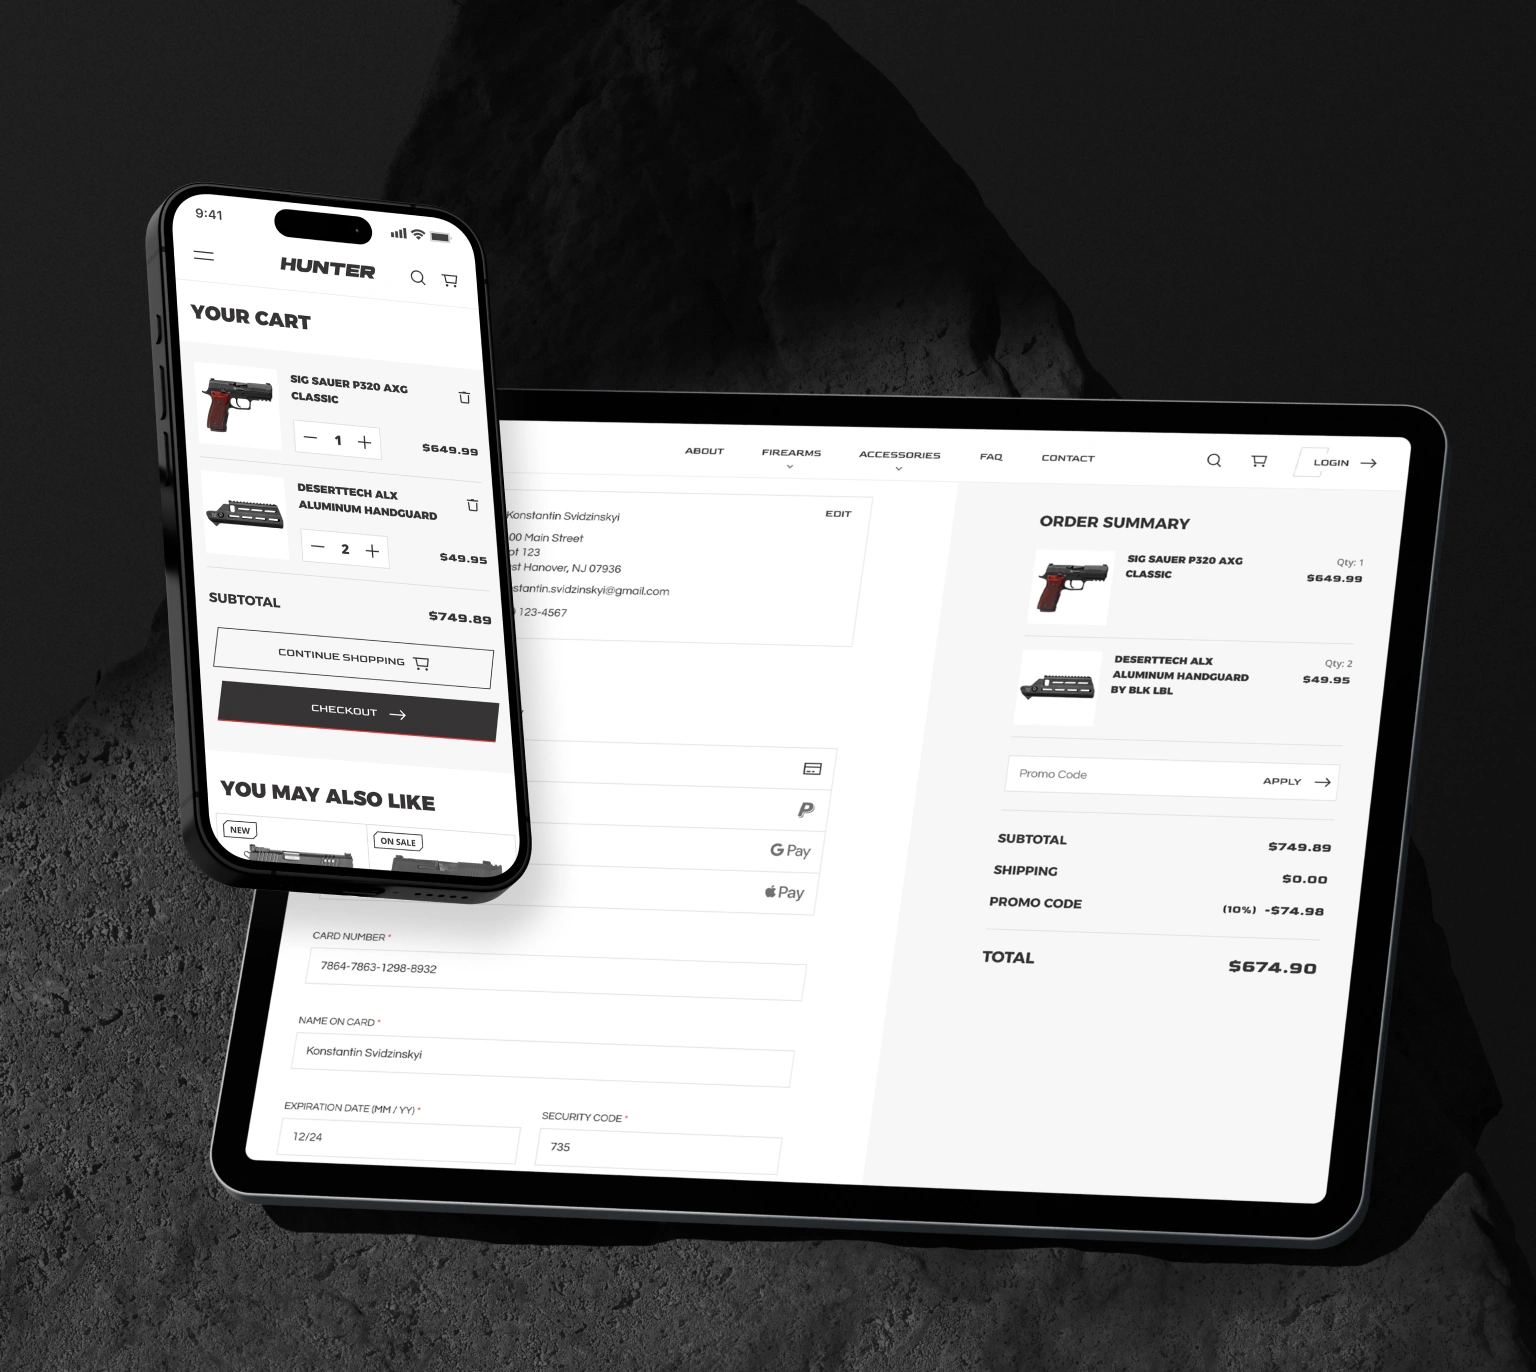 9:41
HUNTER
YOUR CART
SIG SAUER P320 AXG
CLASSIC
1
$649.99
DESERTTECH ALX
ALUMINUM HANDGUARD
2
$49.95
SUBTOTAL
$749.89
CONTINUE SHOPPING
CHECKOUT
YOU MAY ALSO LIKE
NEW
ON SALE
ABOUT
FIREARMS
ACCESSORIES
FAQ
CONTACT
LOGIN
Konstantin Svidzinskyi
EDIT
00 Main Street
123
Hanover, NJ 07936
nstantin.svidzinskyi@gmail.com
123-4567
G Pay
Pay
CARD NUMBER *
7864-7863-1298-8932
NAME ON CARD *
Konstantin Svidzinskyi
EXPIRATION DATE (MM / YY) *
12/24
SECURITY CODE *
735
ORDER SUMMARY
SIG SAUER P320 AXG
CLASSIC
Qty: 1
$649.99
DESERTTECH ALX
ALUMINUM HANDGUARD
BY BLK LBL
Qty: 2
$49.95
Promo Code
APPLY
SUBTOTAL
$749.89
SHIPPING
$0.00
PROMO CODE
(10%) -$74.98
TOTAL
$674.90